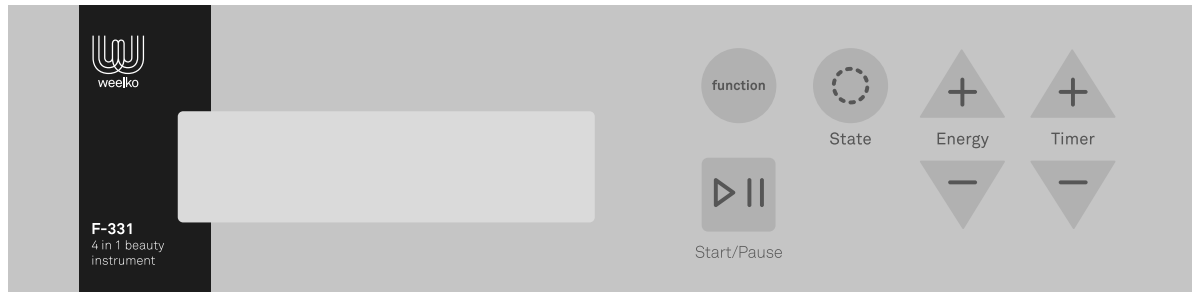 weelko
F-331
4 in 1 beauty
instrument
function
State
Energy
Timer
Start/Pause